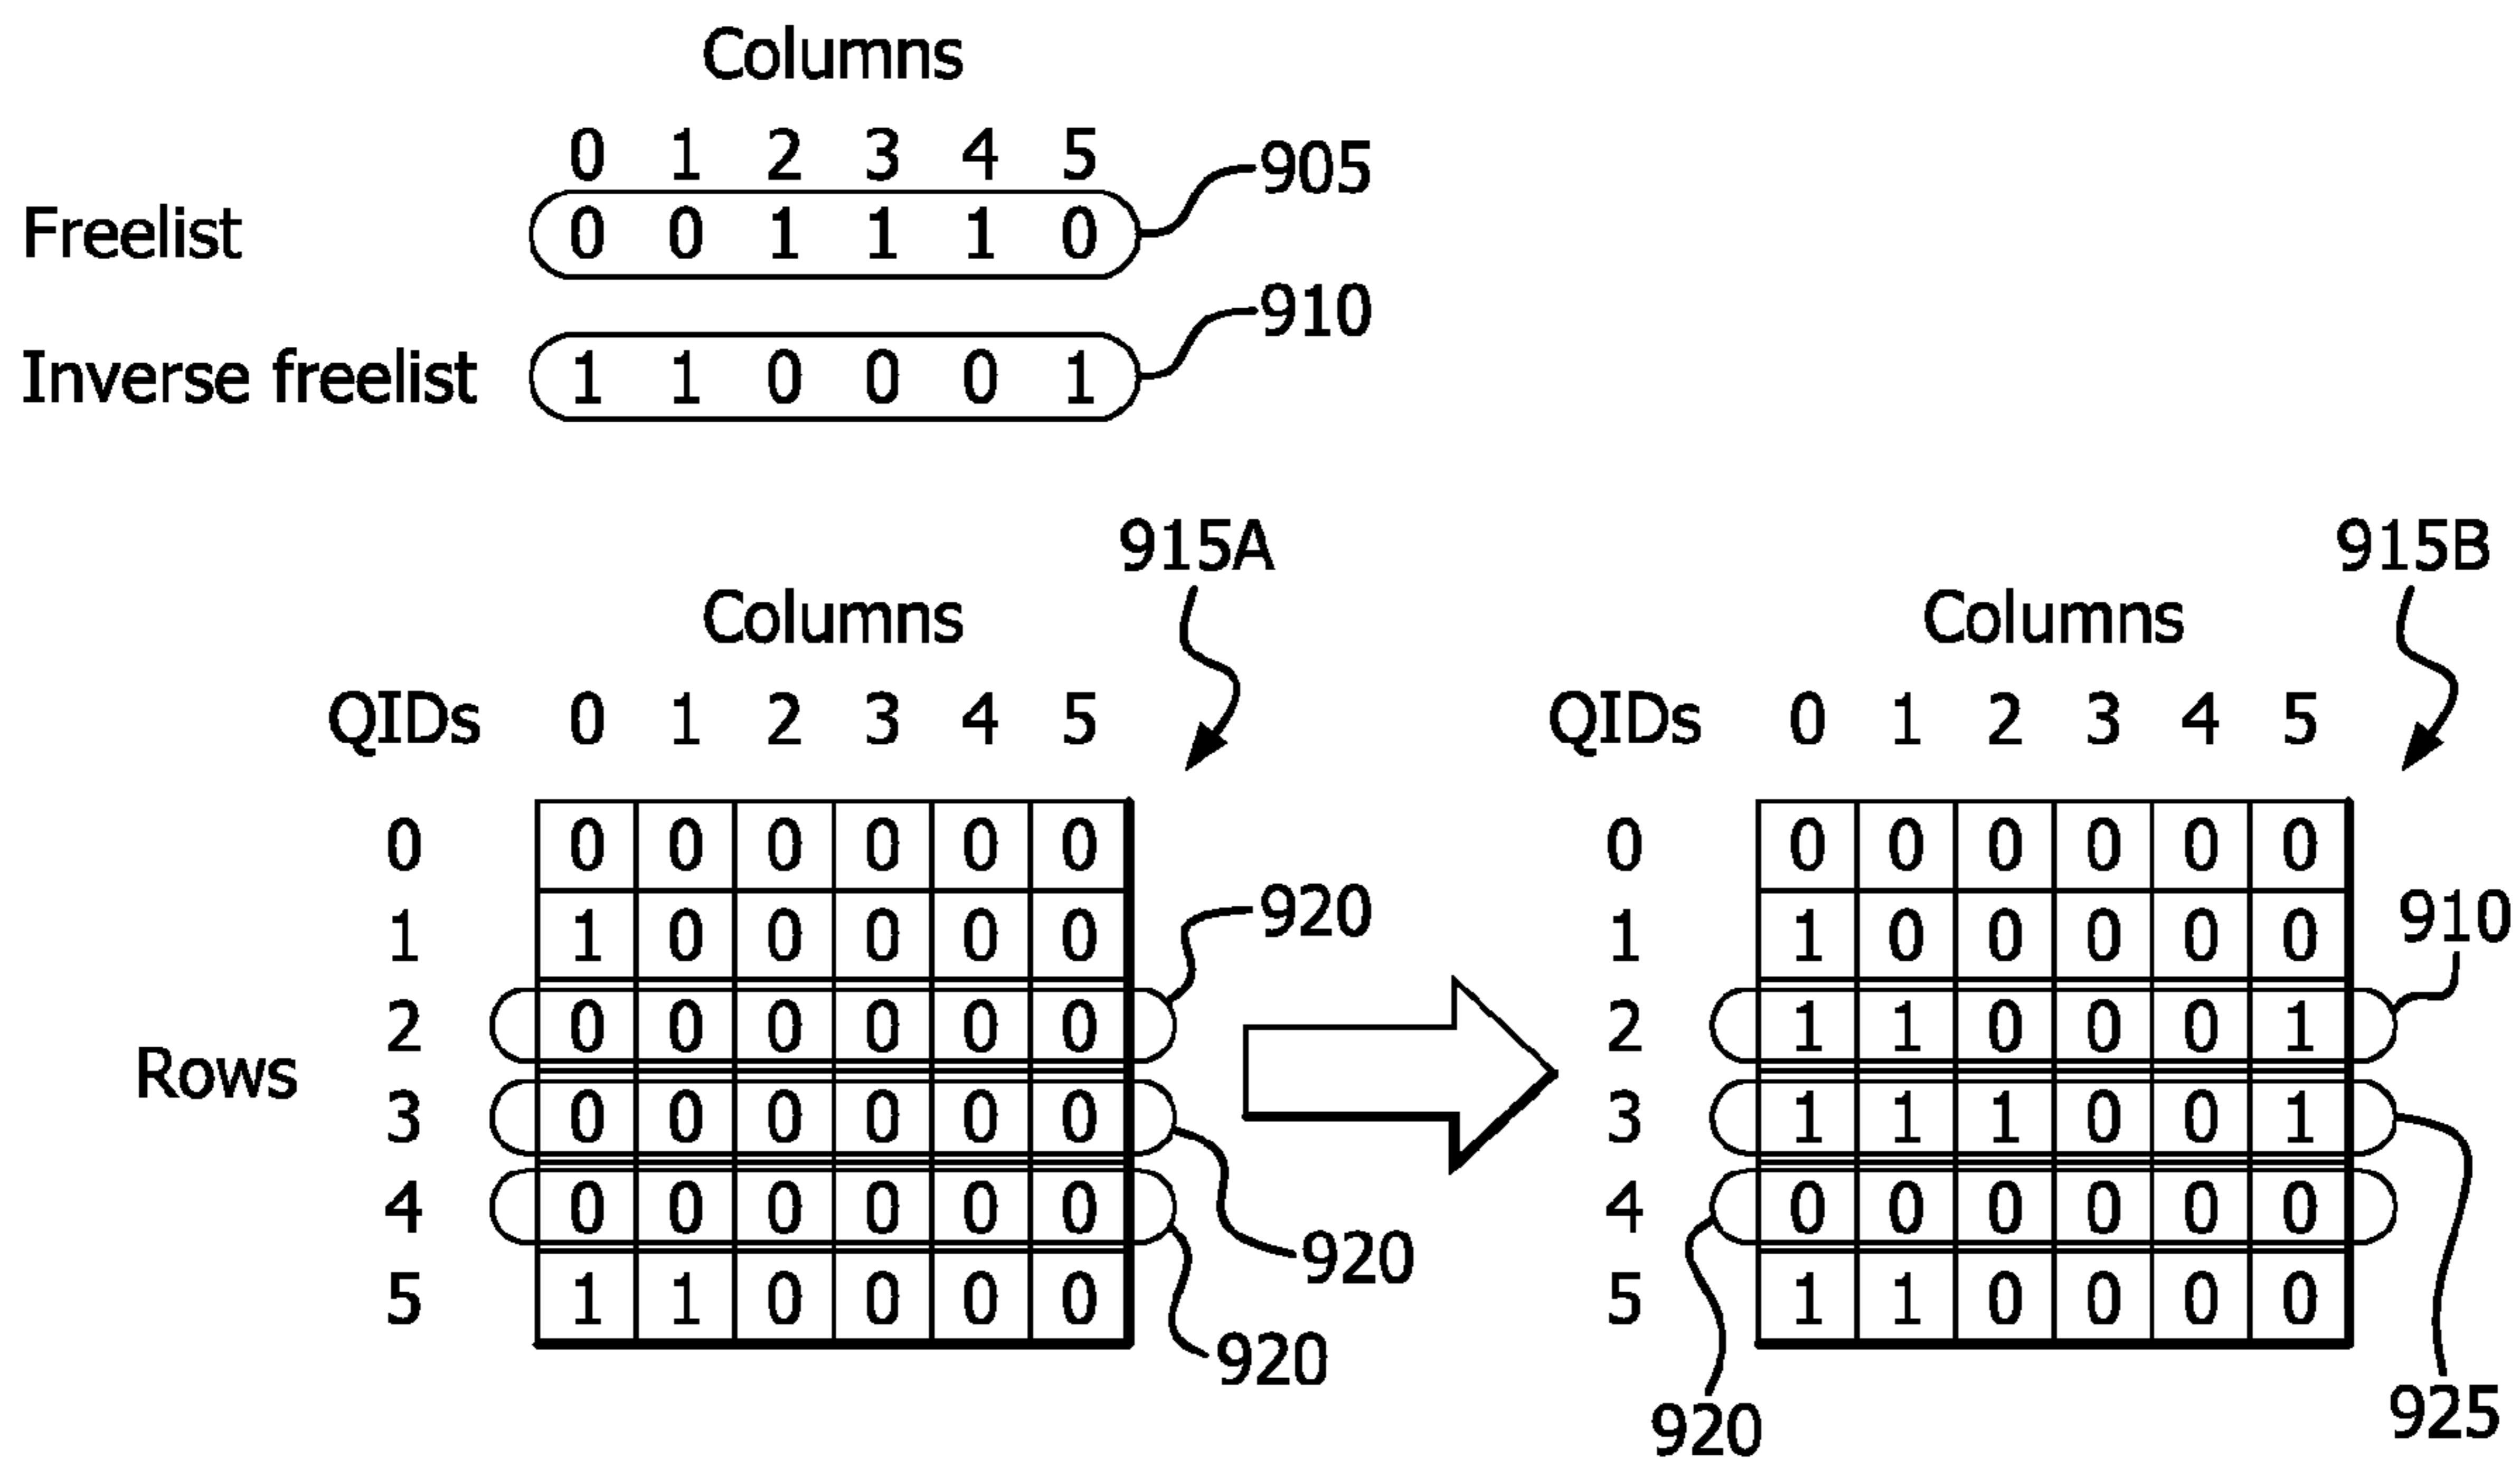 Columns
0 1 2 3 4 5
905
Freelist 0 0 1 1 1 0
910
Inverse freelist 1 1 0 0 0 1
915A 915B
Columns Columns
QIDs 0 1 2 3 4 5 QIDs 0 1 2 3 4 5
0 0 0 0 0 0 0 0 0 0 0 0 0 0
920 910
1 1 0 0 0 0 0 1 1 0 0 0 0 0
2 0 0 0 0 0 0 2 1 1 0 0 0 1
Rows
3 0 0 0 0 0 0 3 1 1 1 0 0 1
4 0 0 0 0 0 0 4 0 0 0 0 0 0
920
5 1 1 0 0 0 0 5 1 1 0 0 0 0
920
920 925